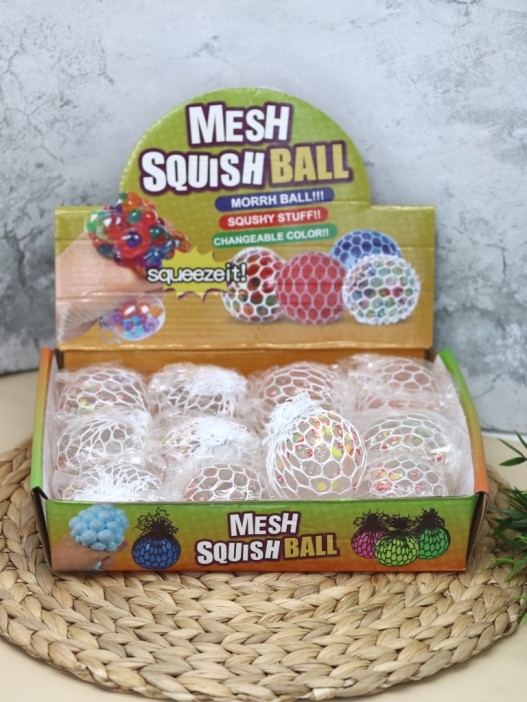 MESH
SQUISH BALL
MORRH BALL!!!
SQUSHY STUFF!!
CHANGEABLE COLOR!!
squeeze it!
MESH
SQUISH BALL